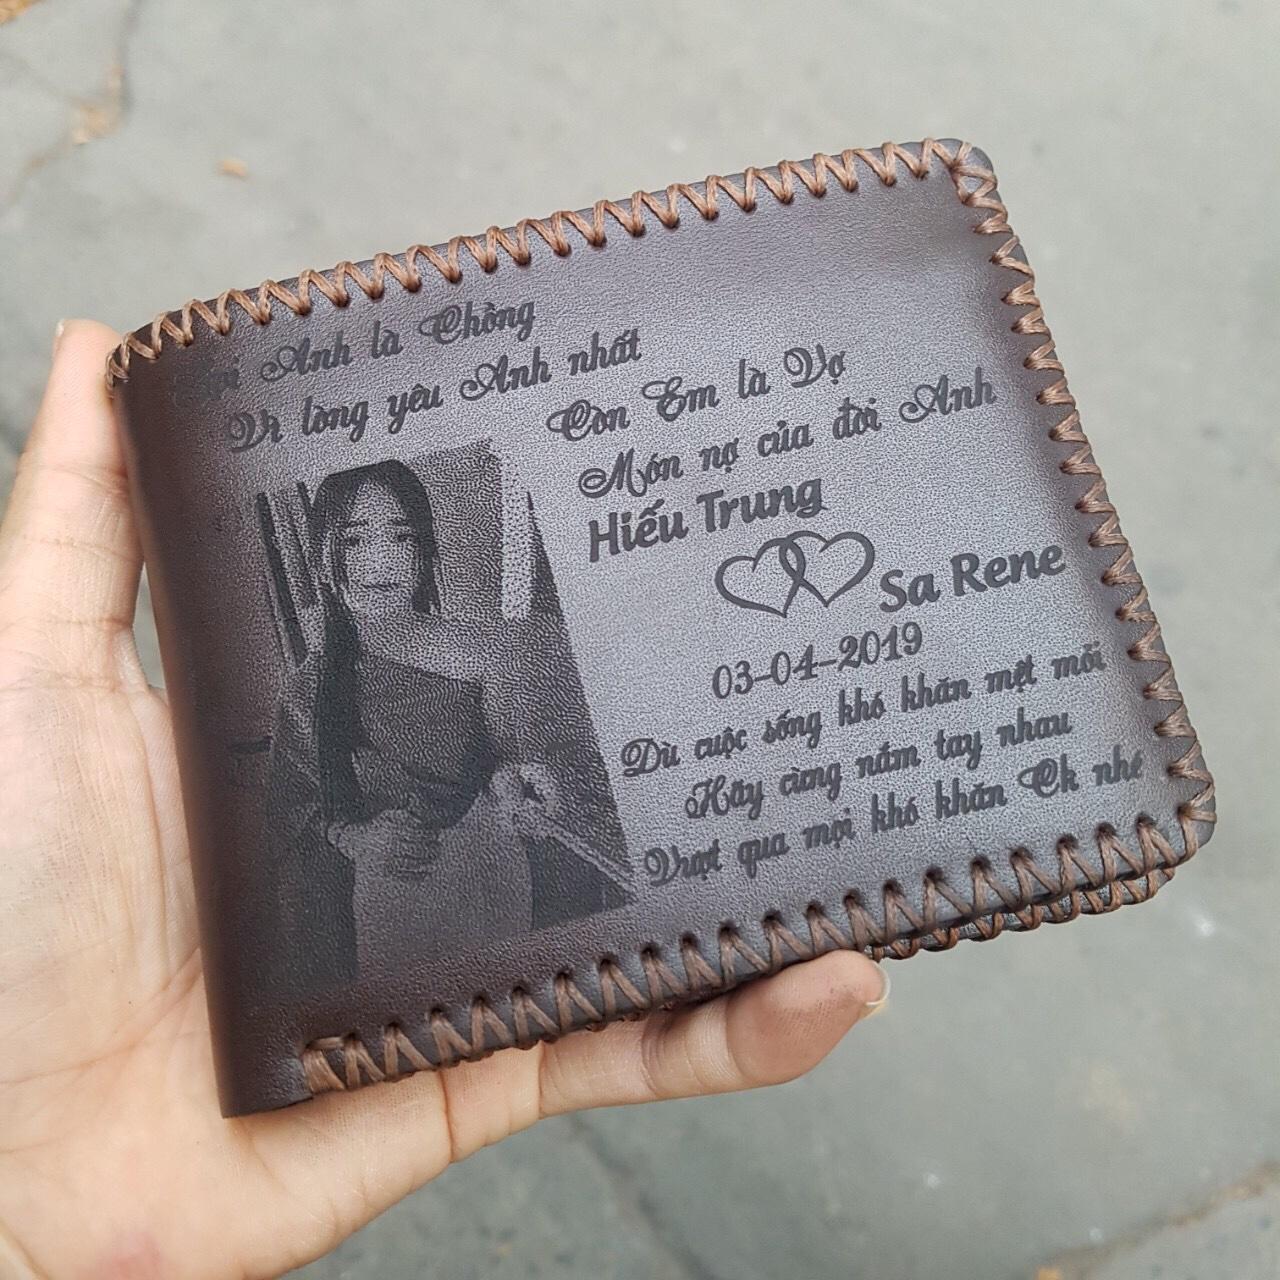 Gọi Anh là Chồng
Vì lòng yêu Anh nhất
Còn Em là Vợ
Món nợ của đời Anh
Hiếu Trung
Sa Rene
03-04-2019
Dù cuộc sống khó khăn mệt mõi
Hãy cùng nắm tay nhau
Vượt qua mọi khó khăn Ck nhé